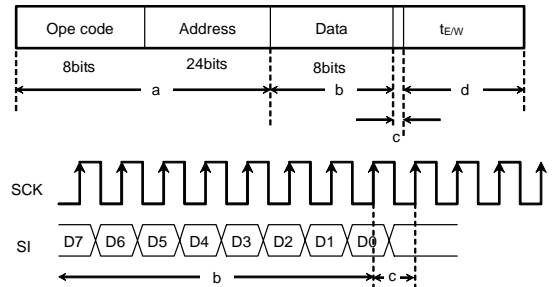 Ope code Address Data tE/W
8bits 24bits 8bits
a b d
c
SCK
SI D7 D6 D5 D4 D3 D2 D1 D0
b c